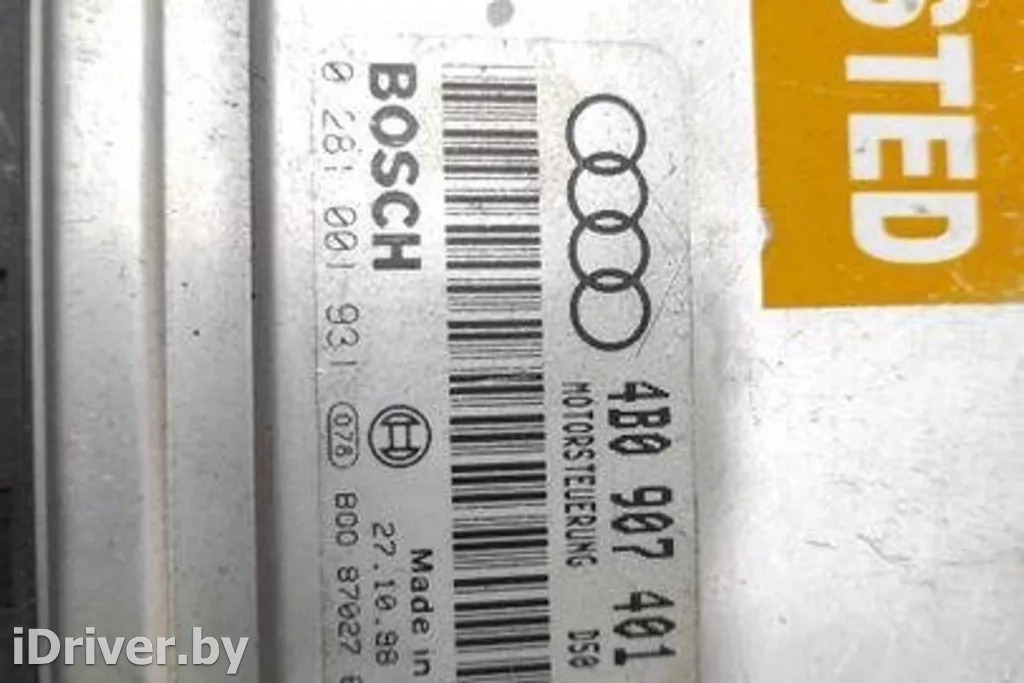 STED
4B0 907 401
MOTORSTEUERUNG D50
BOSCH
Made in
27.10.98
0 281 001 931 078 B00 87027
iDriver.by